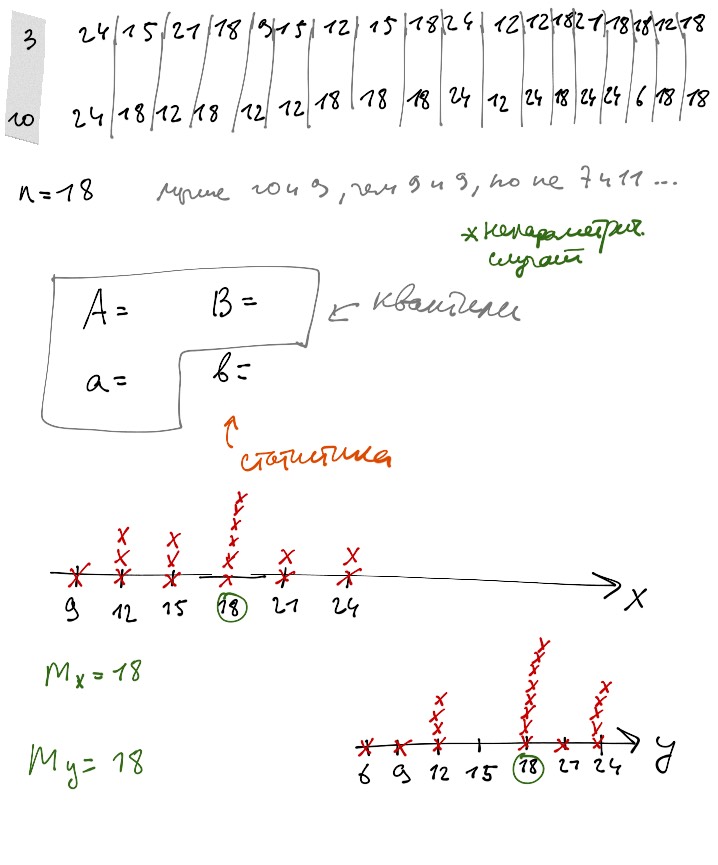 3 24 15 21 18 9 15 12 15 18 24 12 12 18 21 18 18 12 18
10 24 18 12 18 12 12 18 18 18 24 12 24 18 24 24 6 18 18
n=18 лучше 10 и 9, чем 9 и 9, но не 7 и 11 ...
*непараметрич.
случай
A= B=
← квантили
a= b=
↑
статистика
9 12 15 18 21 24 x
Mx=18
My=18
6 9 12 15 18 21 24 y